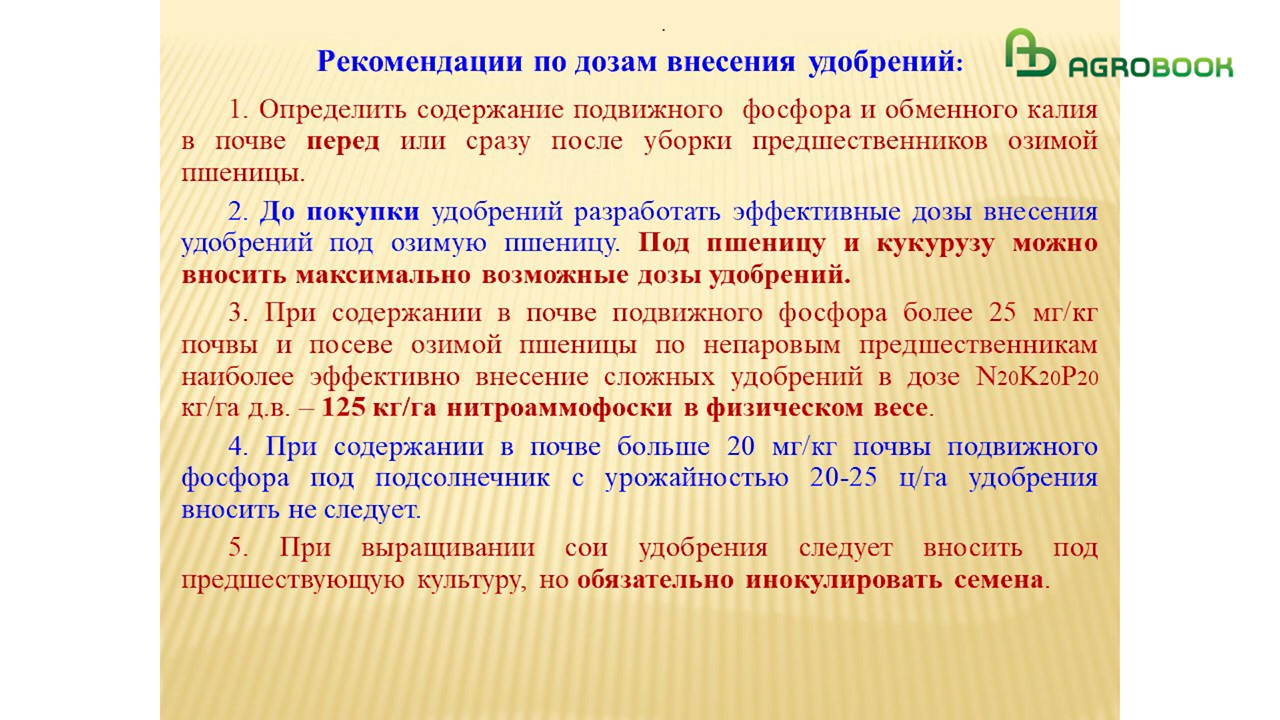 .
Рекомендации по дозам внесения удобрений:
AGROBOOK
1. Определить содержание подвижного фосфора и обменного калия
в почве перед или сразу после уборки предшественников озимой
пшеницы.
2. До покупки удобрений разработать эффективные дозы внесения
удобрений под озимую пшеницу. Под пшеницу и кукурузу можно
вносить максимально возможные дозы удобрений.
3. При содержании в почве подвижного фосфора более 25 мг/кг
почвы и посеве озимой пшеницы по непаровым предшественникам
наиболее эффективно внесение сложных удобрений в дозе N20K20P20
кг/га д.в. – 125 кг/га нитроаммофоски в физическом весе.
4. При содержании в почве больше 20 мг/кг почвы подвижного
фосфора под подсолнечник с урожайностью 20-25 ц/га удобрения
вносить не следует.
5. При выращивании сои удобрения следует вносить под
предшествующую культуру, но обязательно инокулировать семена.